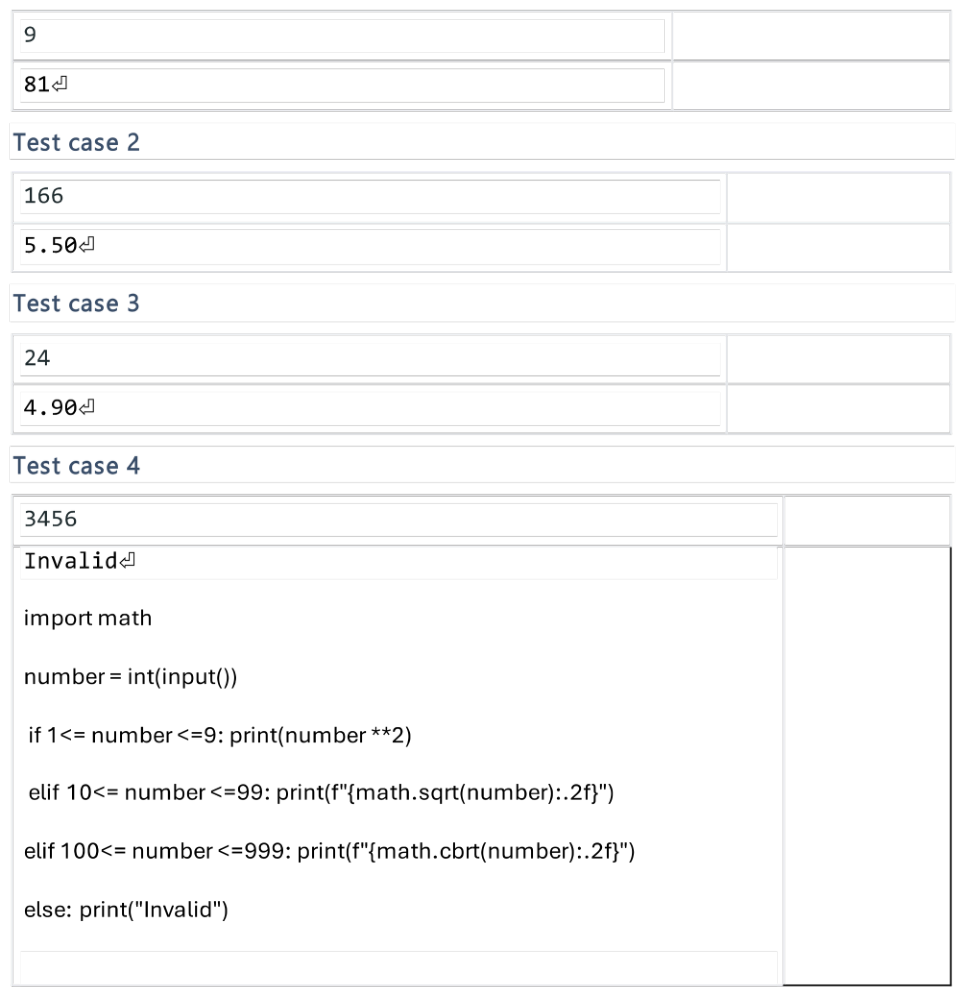 9
81⏎
Test case 2
166
5.50⏎
Test case 3
24
4.90⏎
Test case 4
3456
Invalid⏎
import math
number = int(input())
if 1<= number <=9: print(number **2)
elif 10<= number <=99: print(f"{math.sqrt(number):.2f}")
elif 100<= number <=999: print(f"{math.cbrt(number):.2f}")
else: print("Invalid")